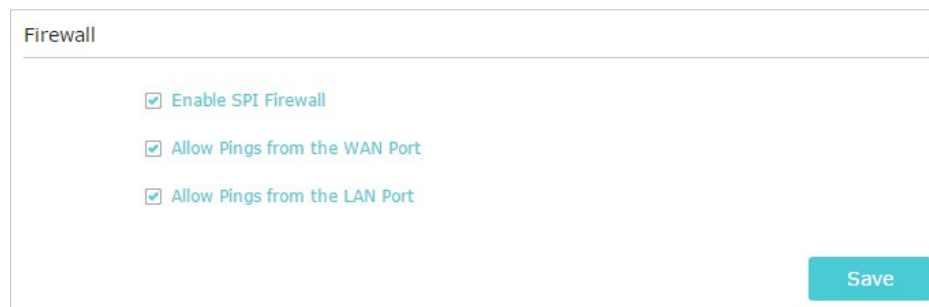 Firewall
Enable SPI Firewall
Allow Pings from the WAN Port
Allow Pings from the LAN Port
Save